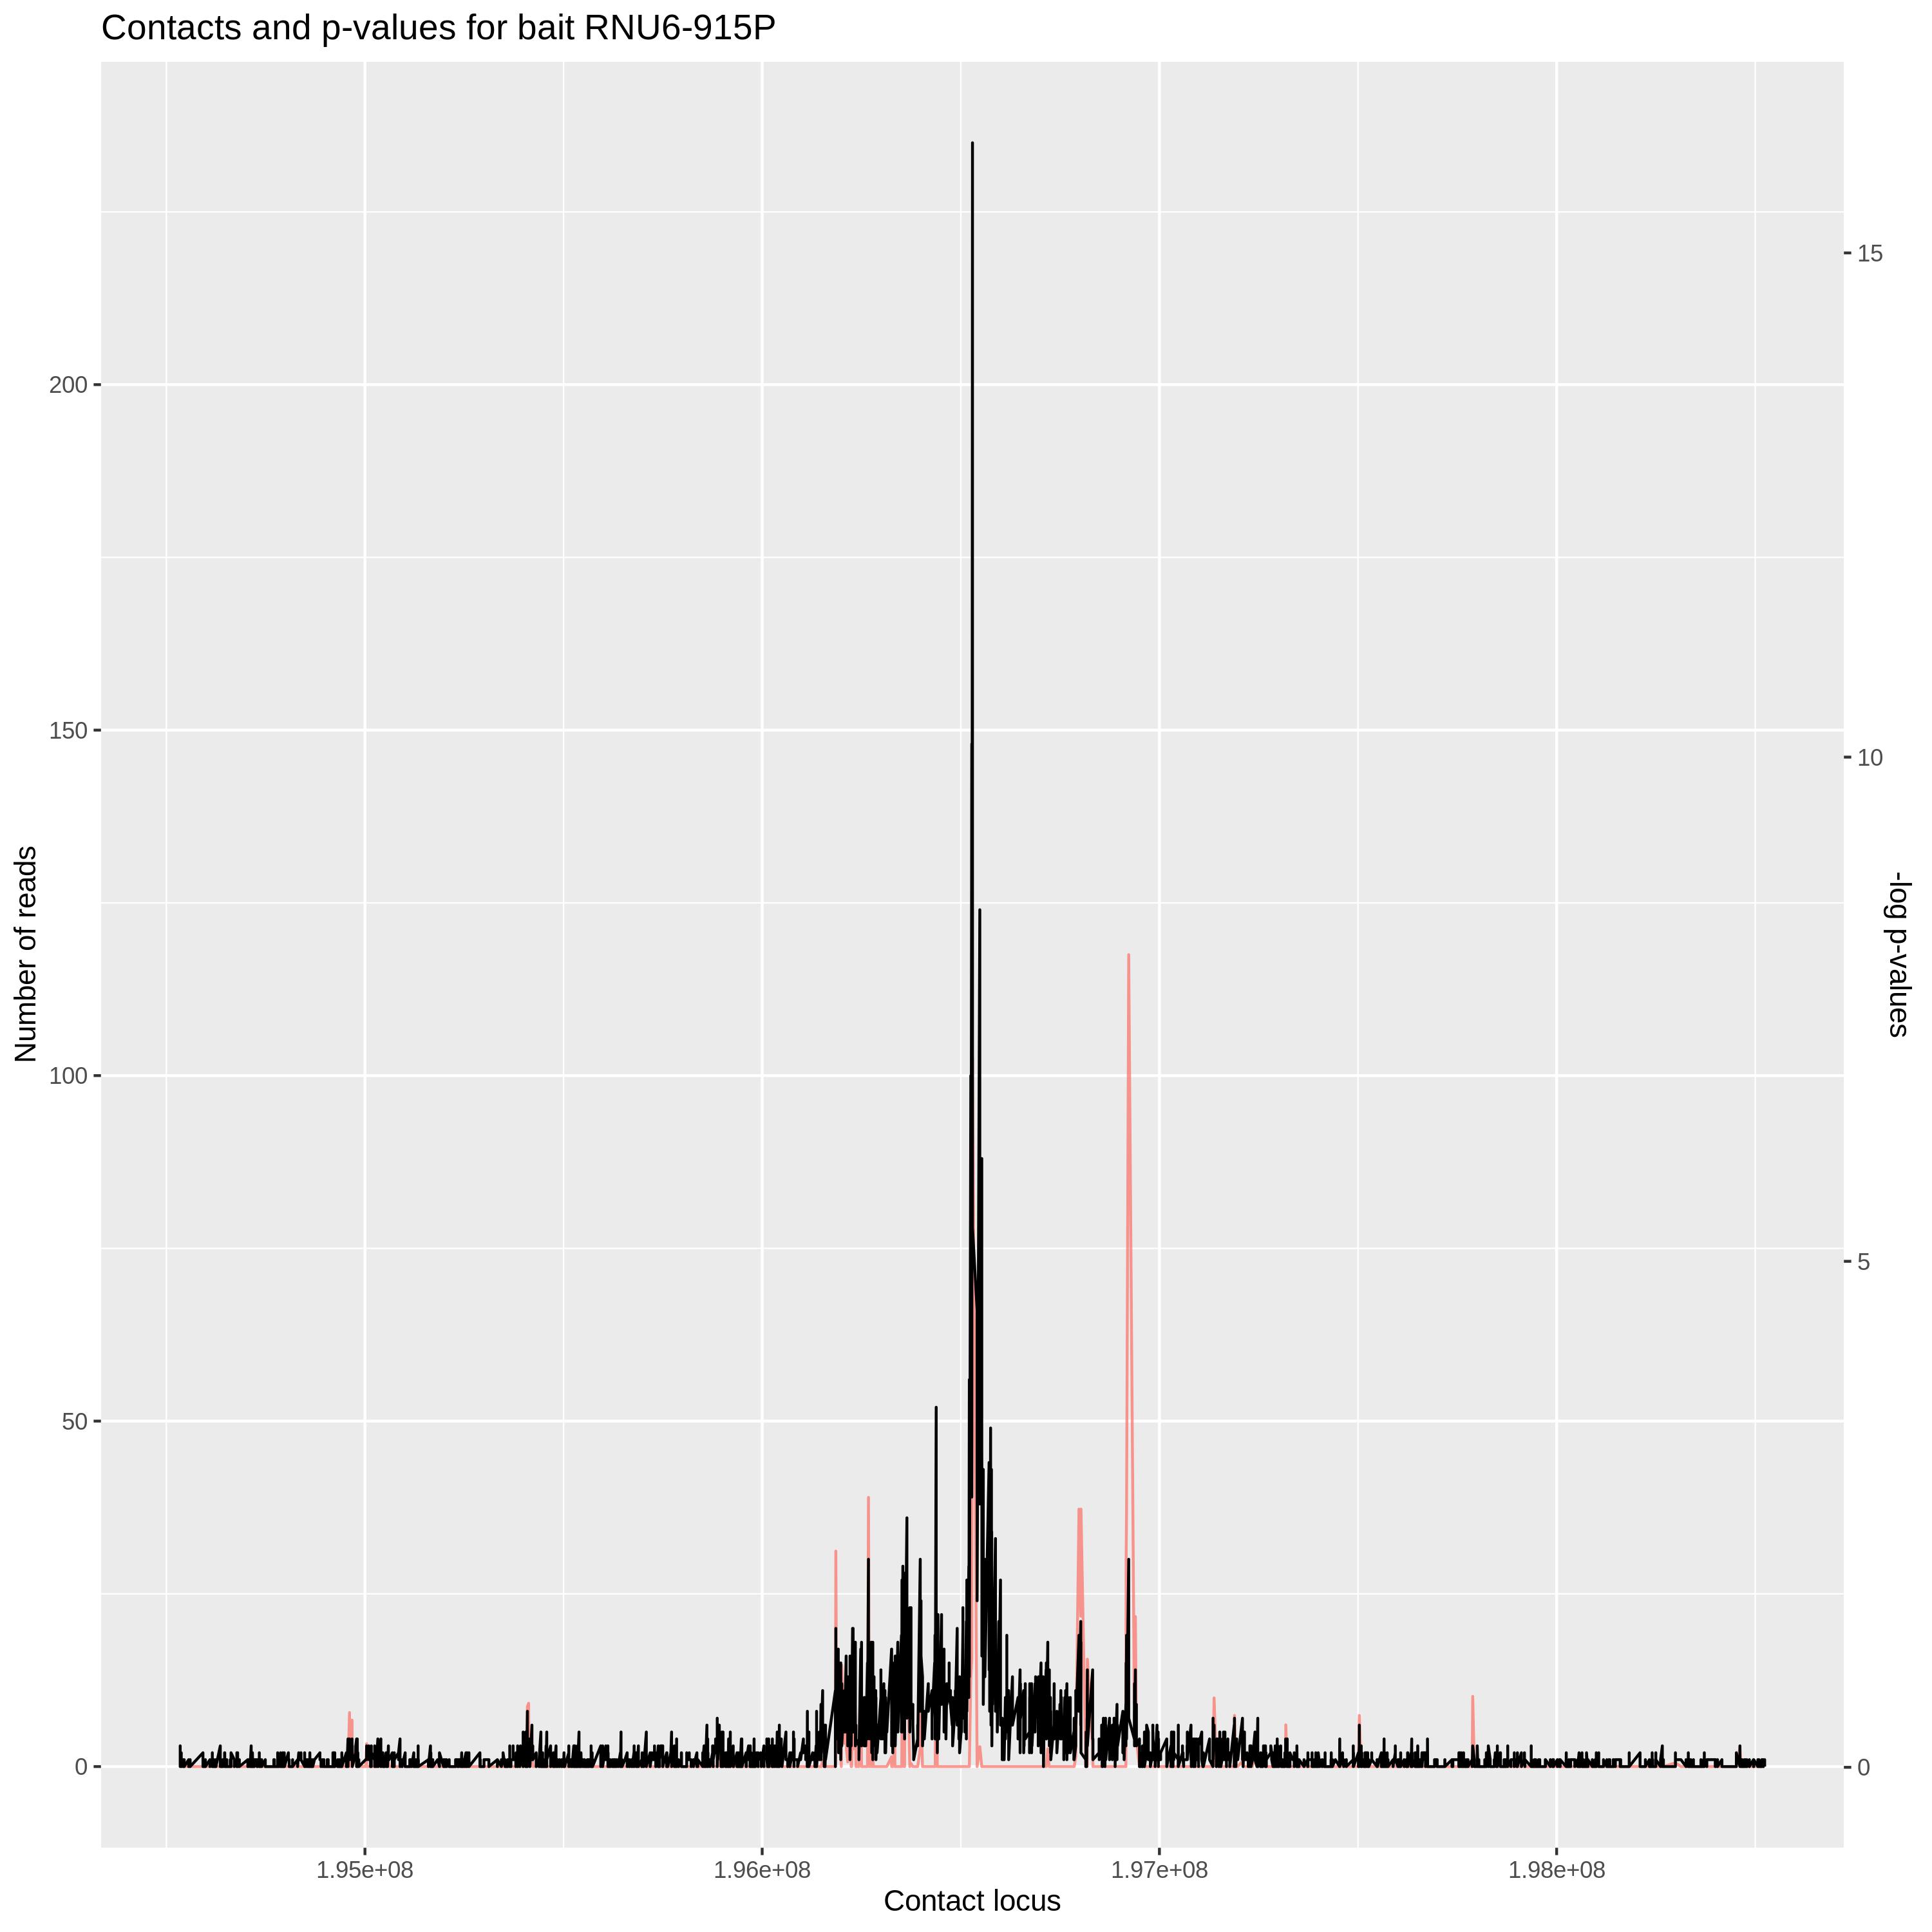 Contacts and p-values for bait RNU6-915P
Number of reads
200
150
100
50
0
15
10
5
0
-log p-values
1.95e+08 1.96e+08 1.97e+08 1.98e+08
Contact locus